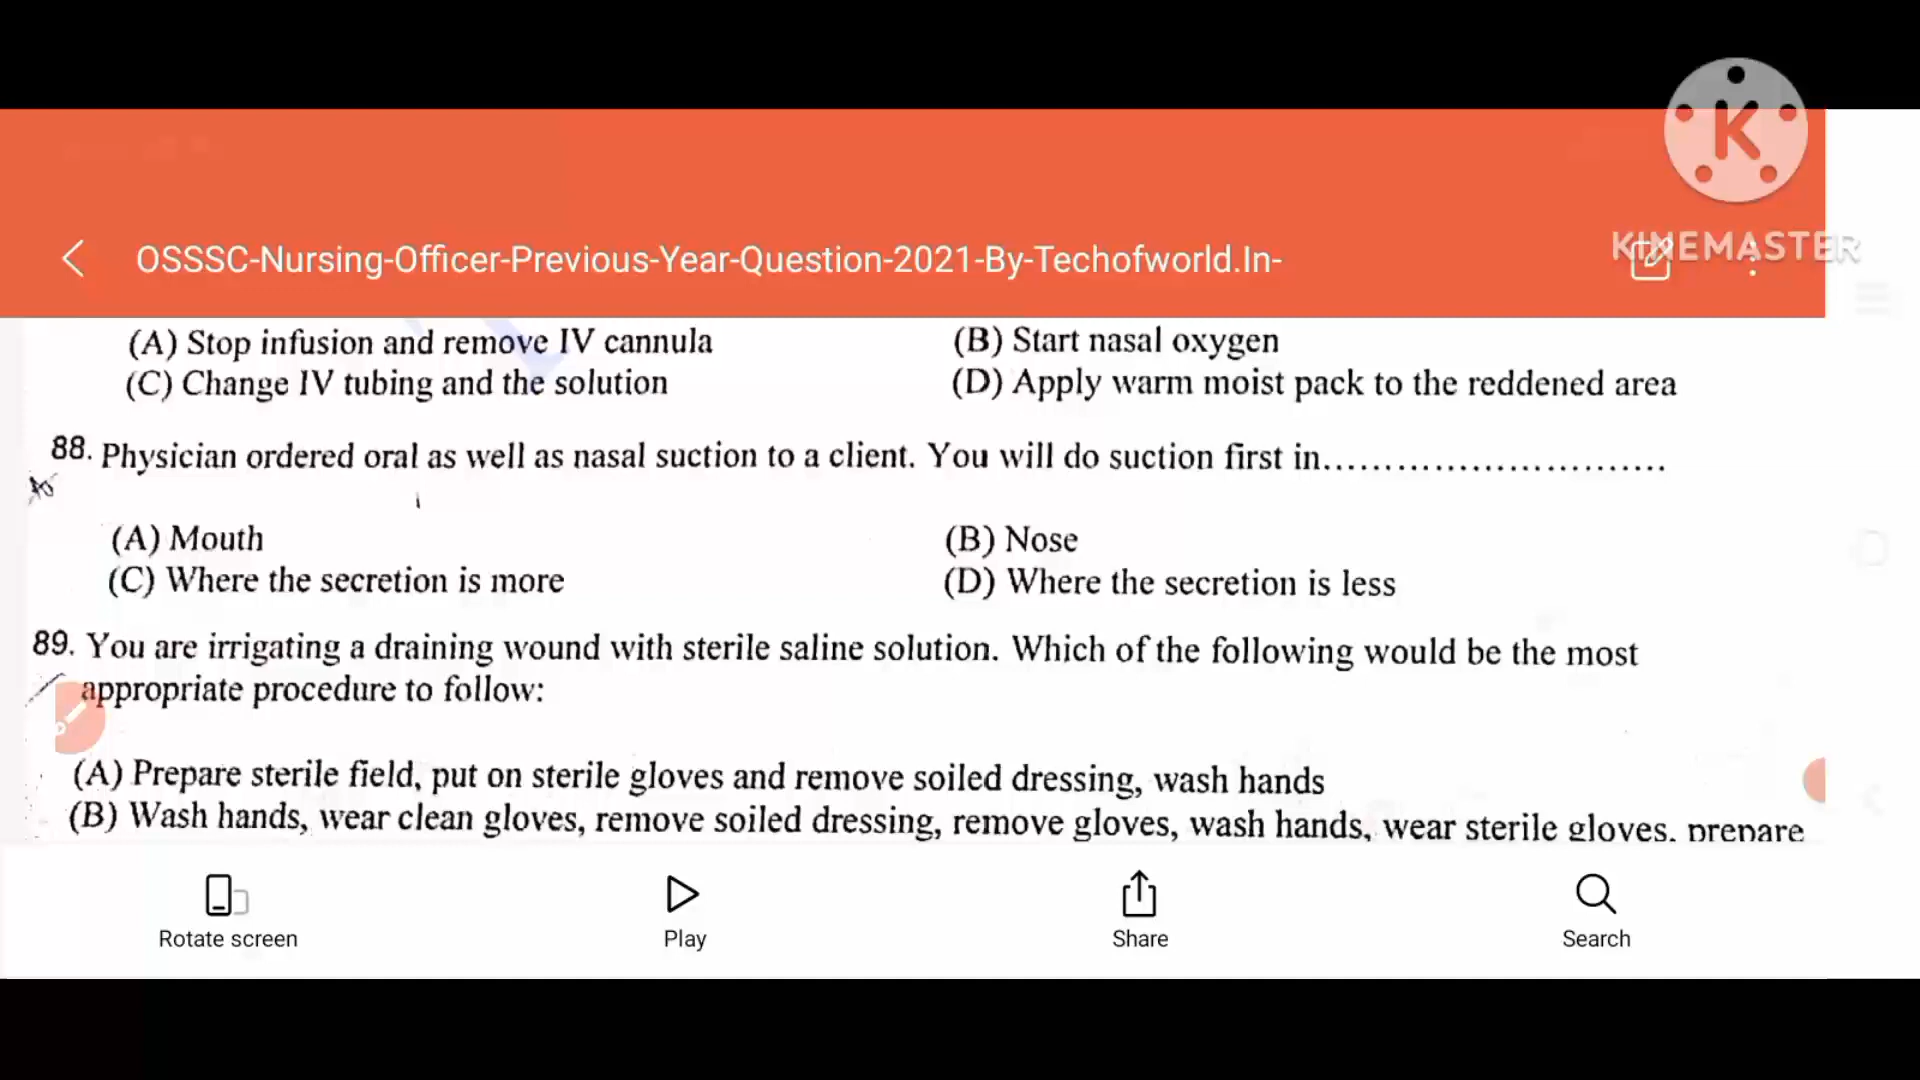 K
KINEMASTER
OSSSC-Nursing-Officer-Previous-Year-Question-2021-By-Techofworld.In-
(A) Stop infusion and remove IV cannula (B) Start nasal oxygen
(C) Change IV tubing and the solution (D) Apply warm moist pack to the reddened area
88. Physician ordered oral as well as nasal suction to a client. You will do suction first in............................
(A) Mouth (B) Nose
(C) Where the secretion is more (D) Where the secretion is less
89. You are irrigating a draining wound with sterile saline solution. Which of the following would be the most
appropriate procedure to follow:
(A) Prepare sterile field, put on sterile gloves and remove soiled dressing, wash hands
(B) Wash hands, wear clean gloves, remove soiled dressing, remove gloves, wash hands, wear sterile gloves, prepare
Rotate screen Play Share Search